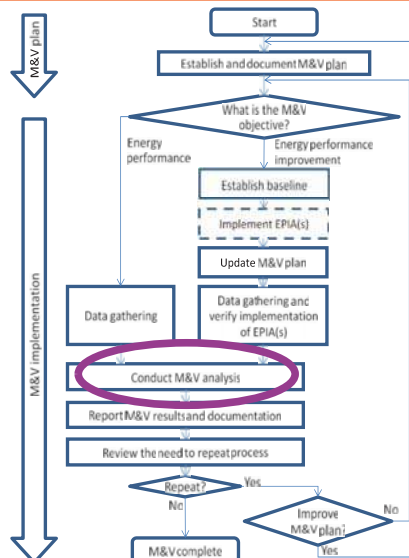 M&V plan
M&V implementation
Start
Establish and document M&V plan
What is the M&V
objective?
Energy
performance
Energy performance
improvement
Establish baseline
Implement EPIA(s)
Update M&V plan
Data gathering
Data gathering and
verify implementation
of EPIA(s)
Conduct M&V analysis
Report M&V results and documentation
Review the need to repeat process
Repeat?
Yes
No
Improve
M&V plan?
No
Yes
M&V complete